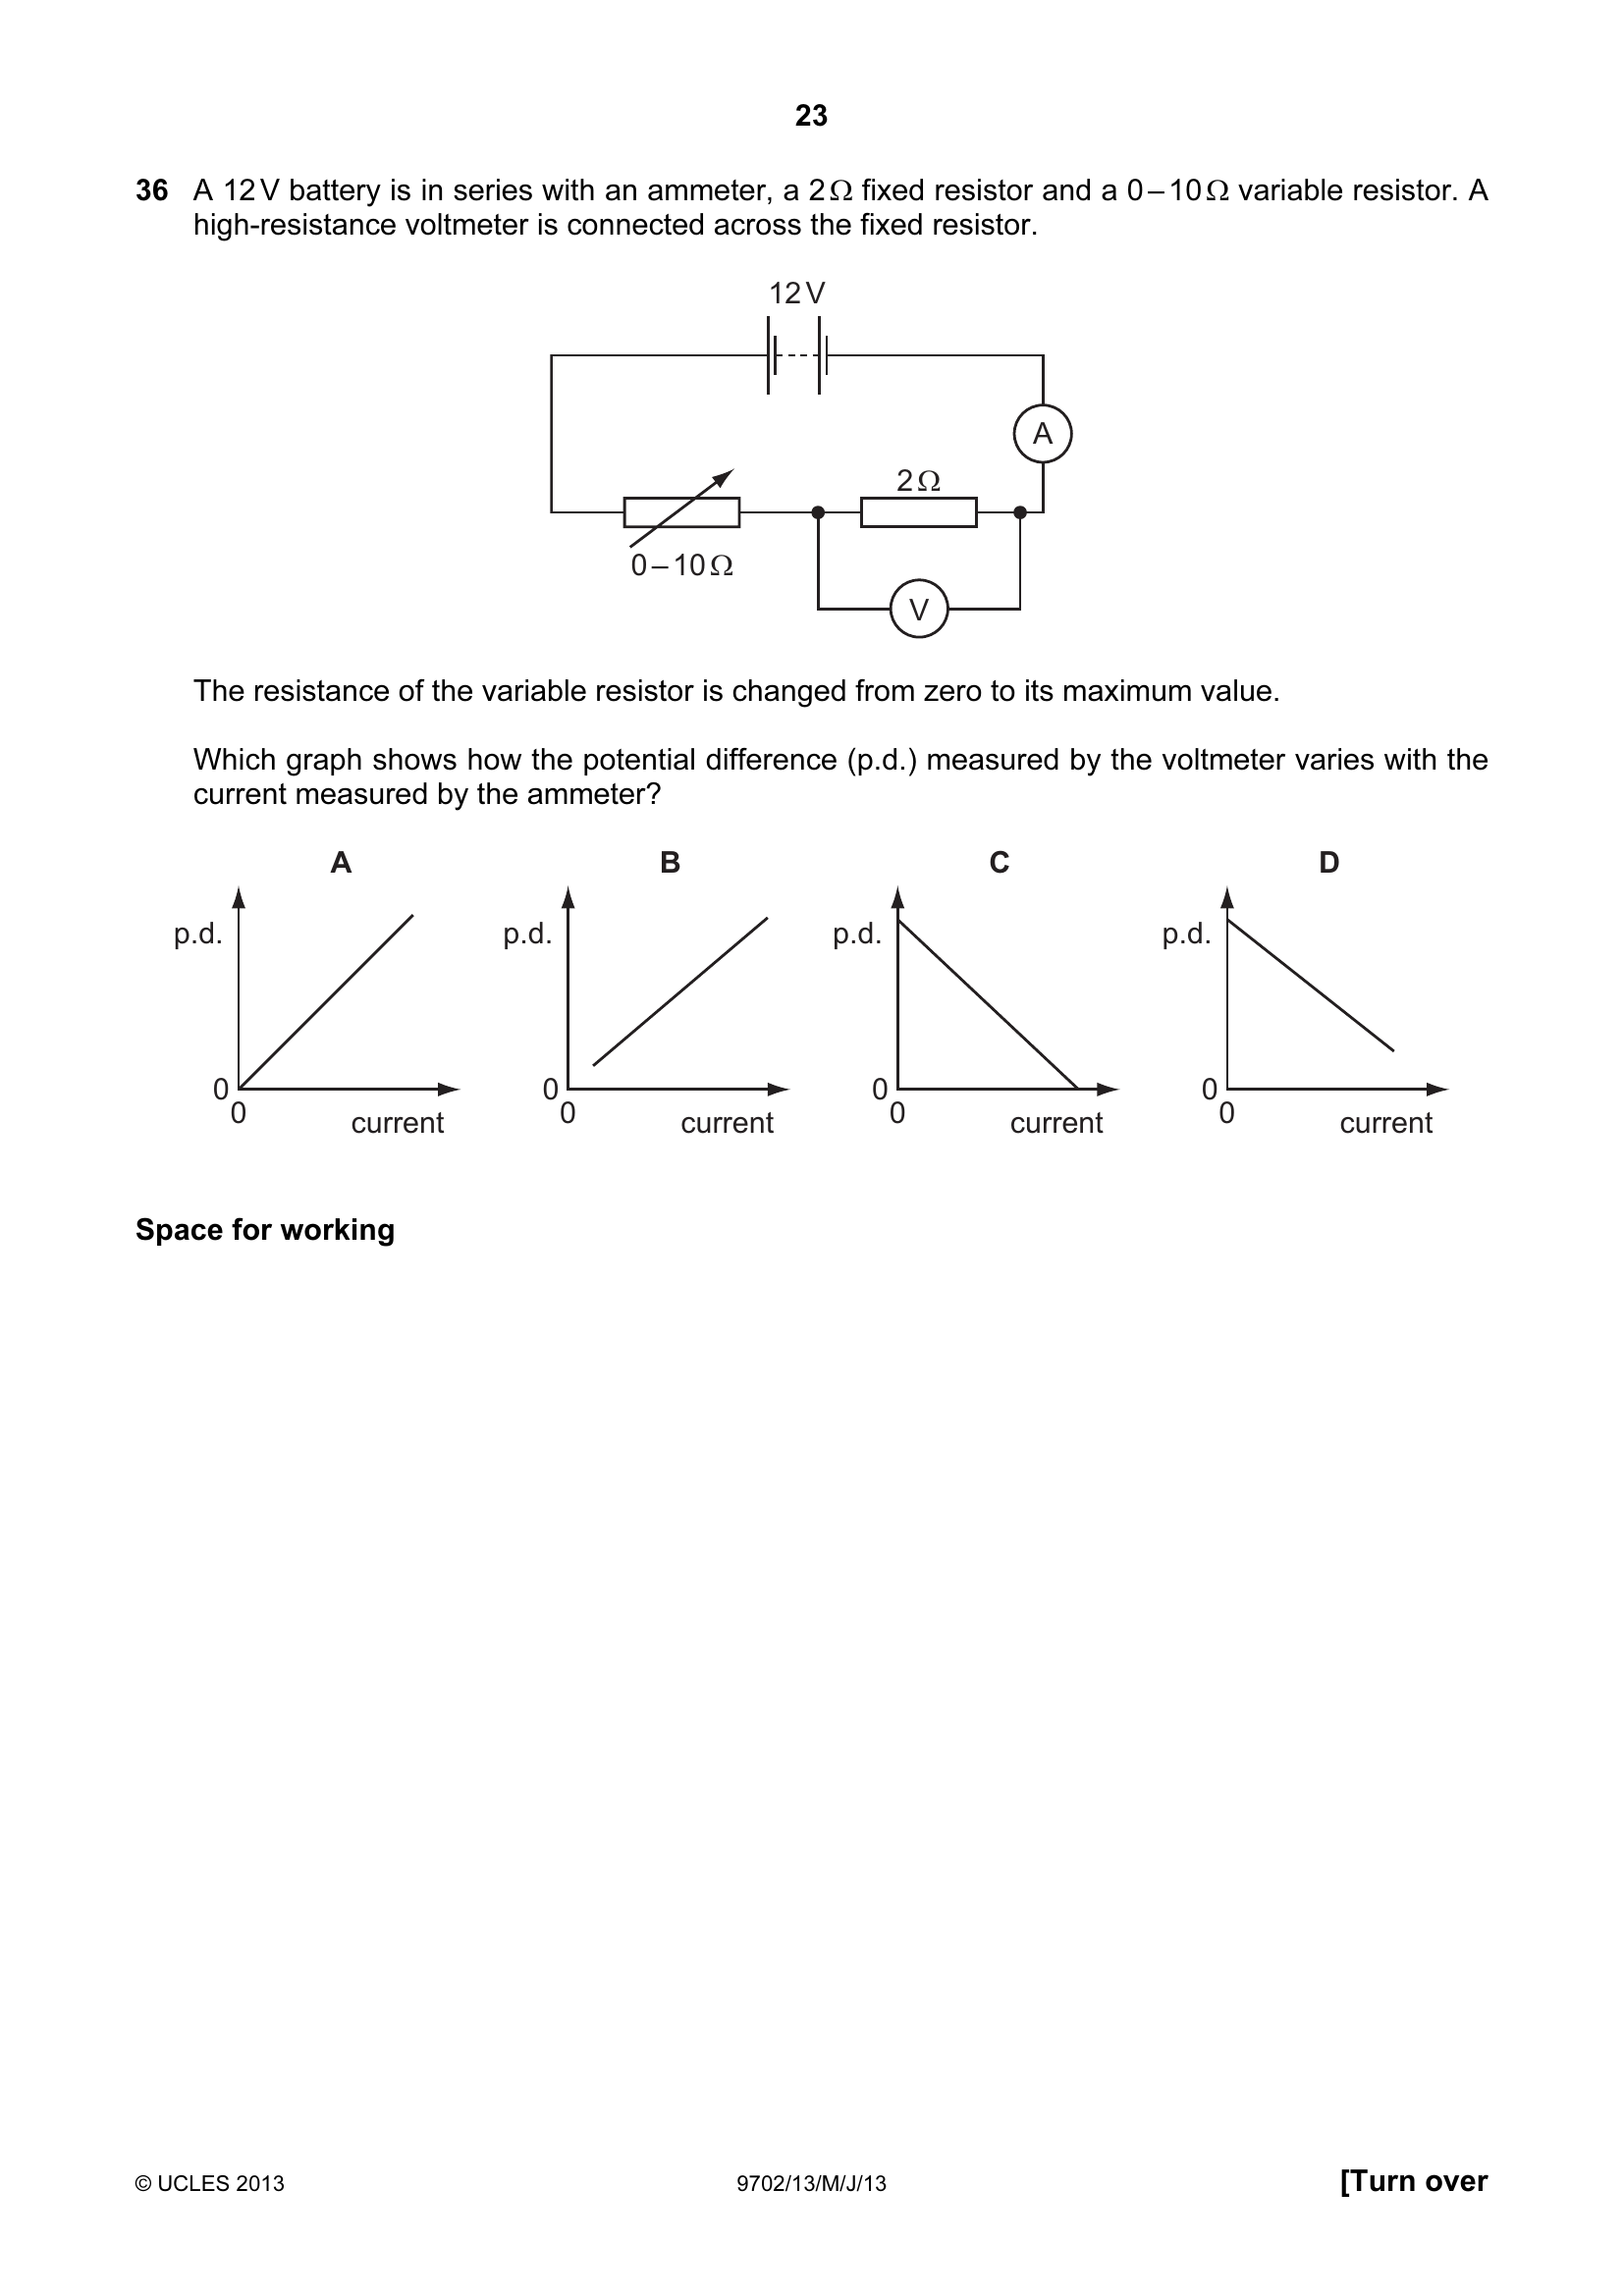 23
36 A 12 V battery is in series with an ammeter, a 2 Ω fixed resistor and a 0 – 10 Ω variable resistor. A
high-resistance voltmeter is connected across the fixed resistor.
12 V
A
2 Ω
0 – 10 Ω
V
The resistance of the variable resistor is changed from zero to its maximum value.
Which graph shows how the potential difference (p.d.) measured by the voltmeter varies with the
current measured by the ammeter?
A B C D
p.d. p.d. p.d. p.d.
0 0 0 0
0 0 0 0
current current current current
Space for working
© UCLES 2013 9702/13/M/J/13 [Turn over